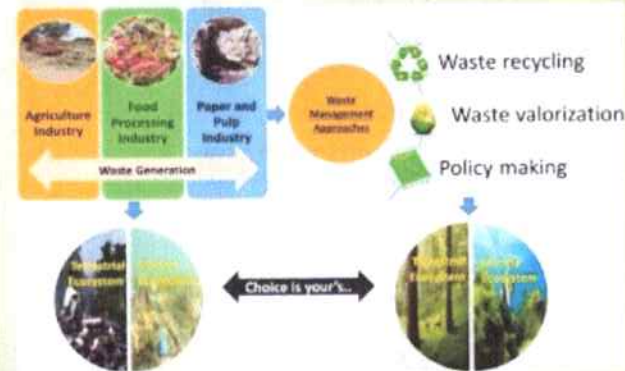 Agriculture
Industry
Food
Processing
Industry
Paper and
Pulp
Industry
Waste Generation
Waste
Management
Approaches
Waste recycling
Waste valorization
Policy making
Terrestrial
Ecosystem
Choice is your's..
Terrestrial
Ecosystem
Ecosystem